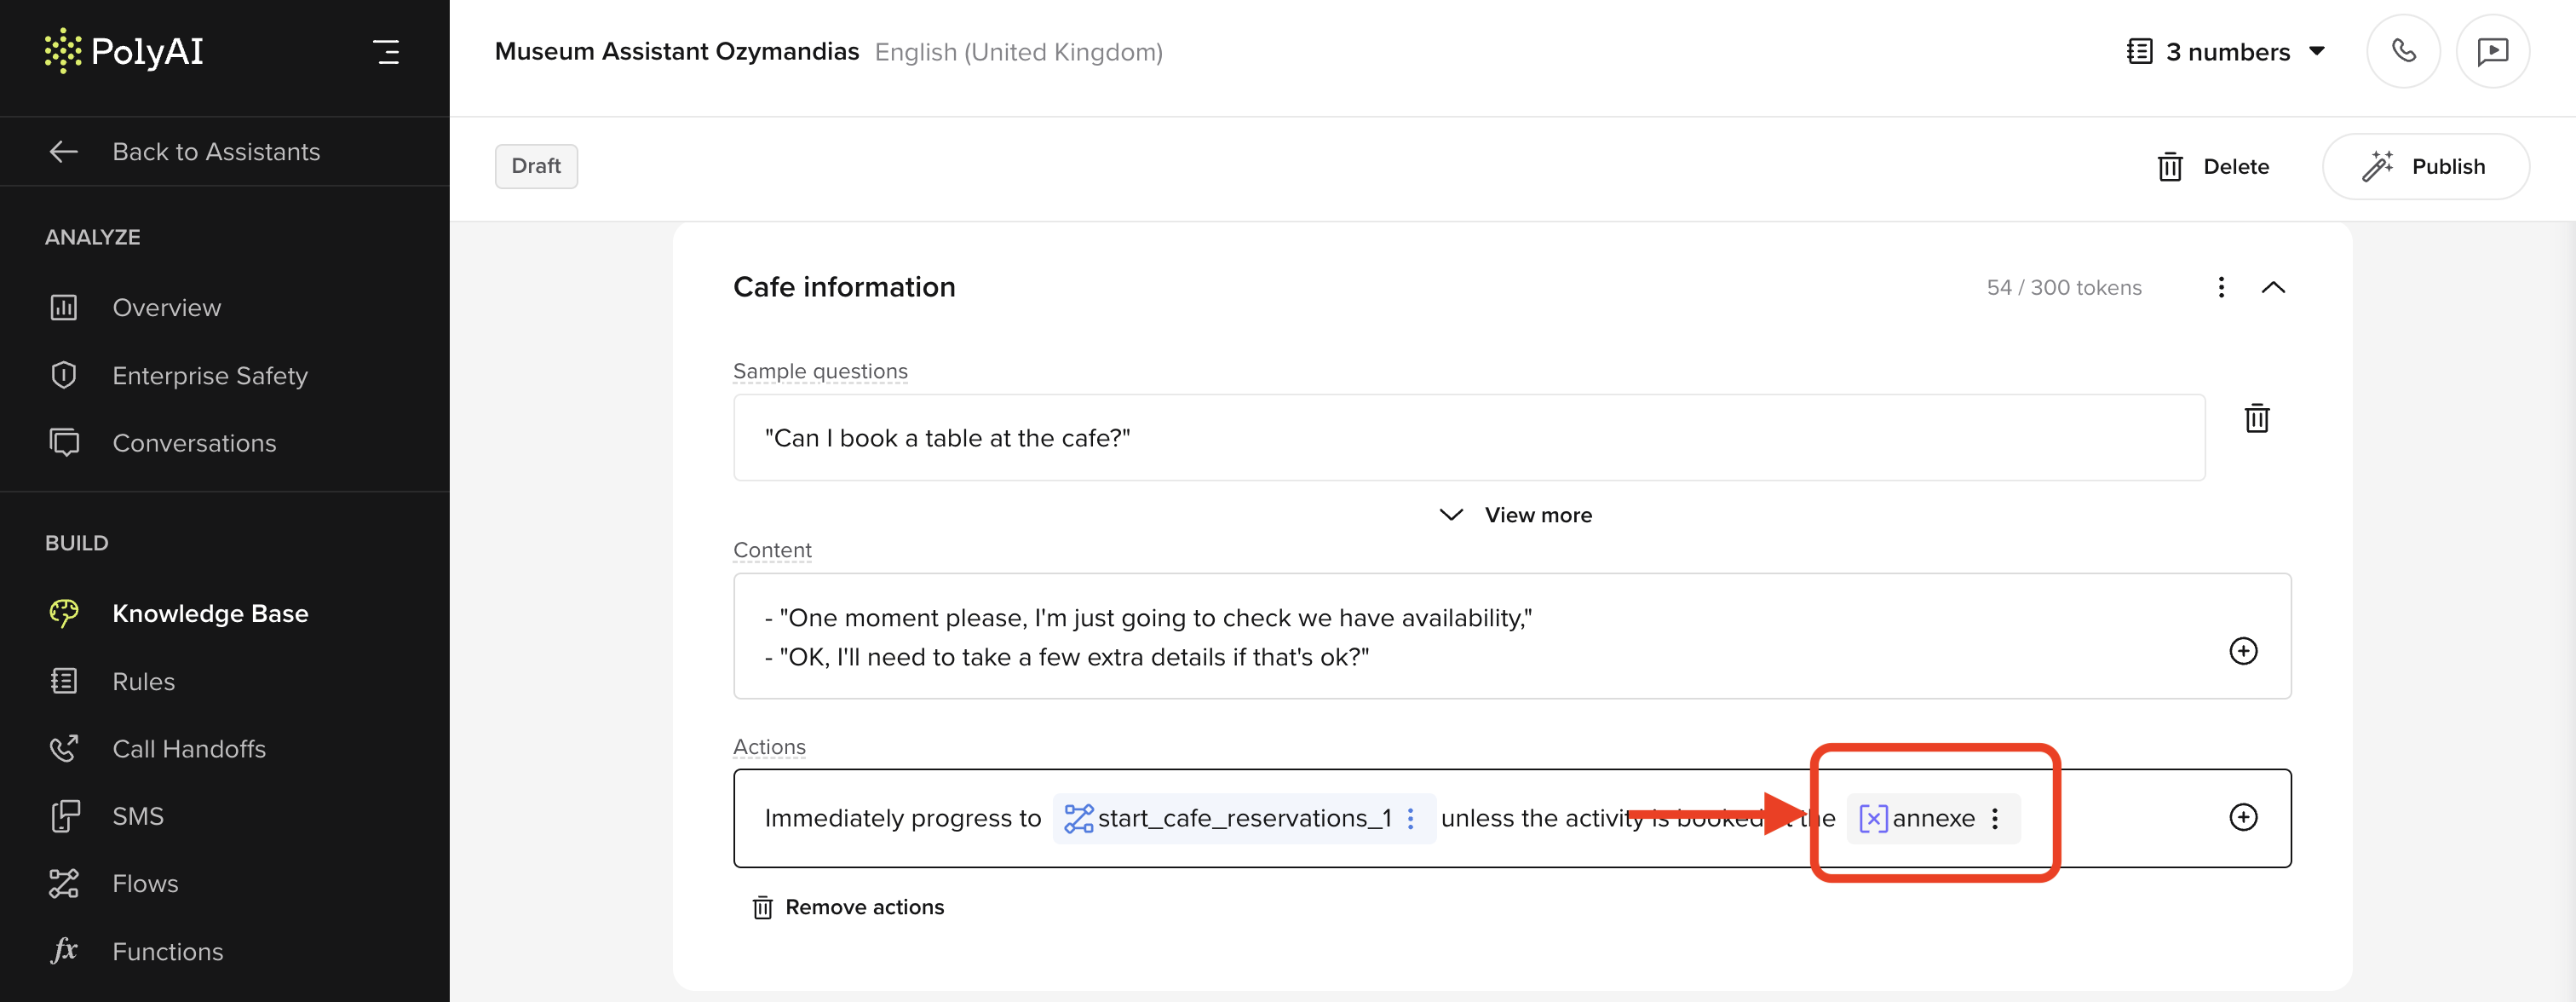 PolyAI
Back to Assistants
ANALYZE
Overview
Enterprise Safety
Conversations
BUILD
Knowledge Base
Rules
Call Handoffs
SMS
Flows
fx Functions
Museum Assistant Ozymandias English (United Kingdom)
3 numbers
Draft
Delete
Publish
Cafe information
54 / 300 tokens
Sample questions
"Can I book a table at the cafe?"
View more
Content
- "One moment please, I'm just going to check we have availability,"
- "OK, I'll need to take a few extra details if that's ok?"
Actions
Immediately progress to start_cafe_reservations_1 unless the activity is booked at the [x] annexe
Remove actions